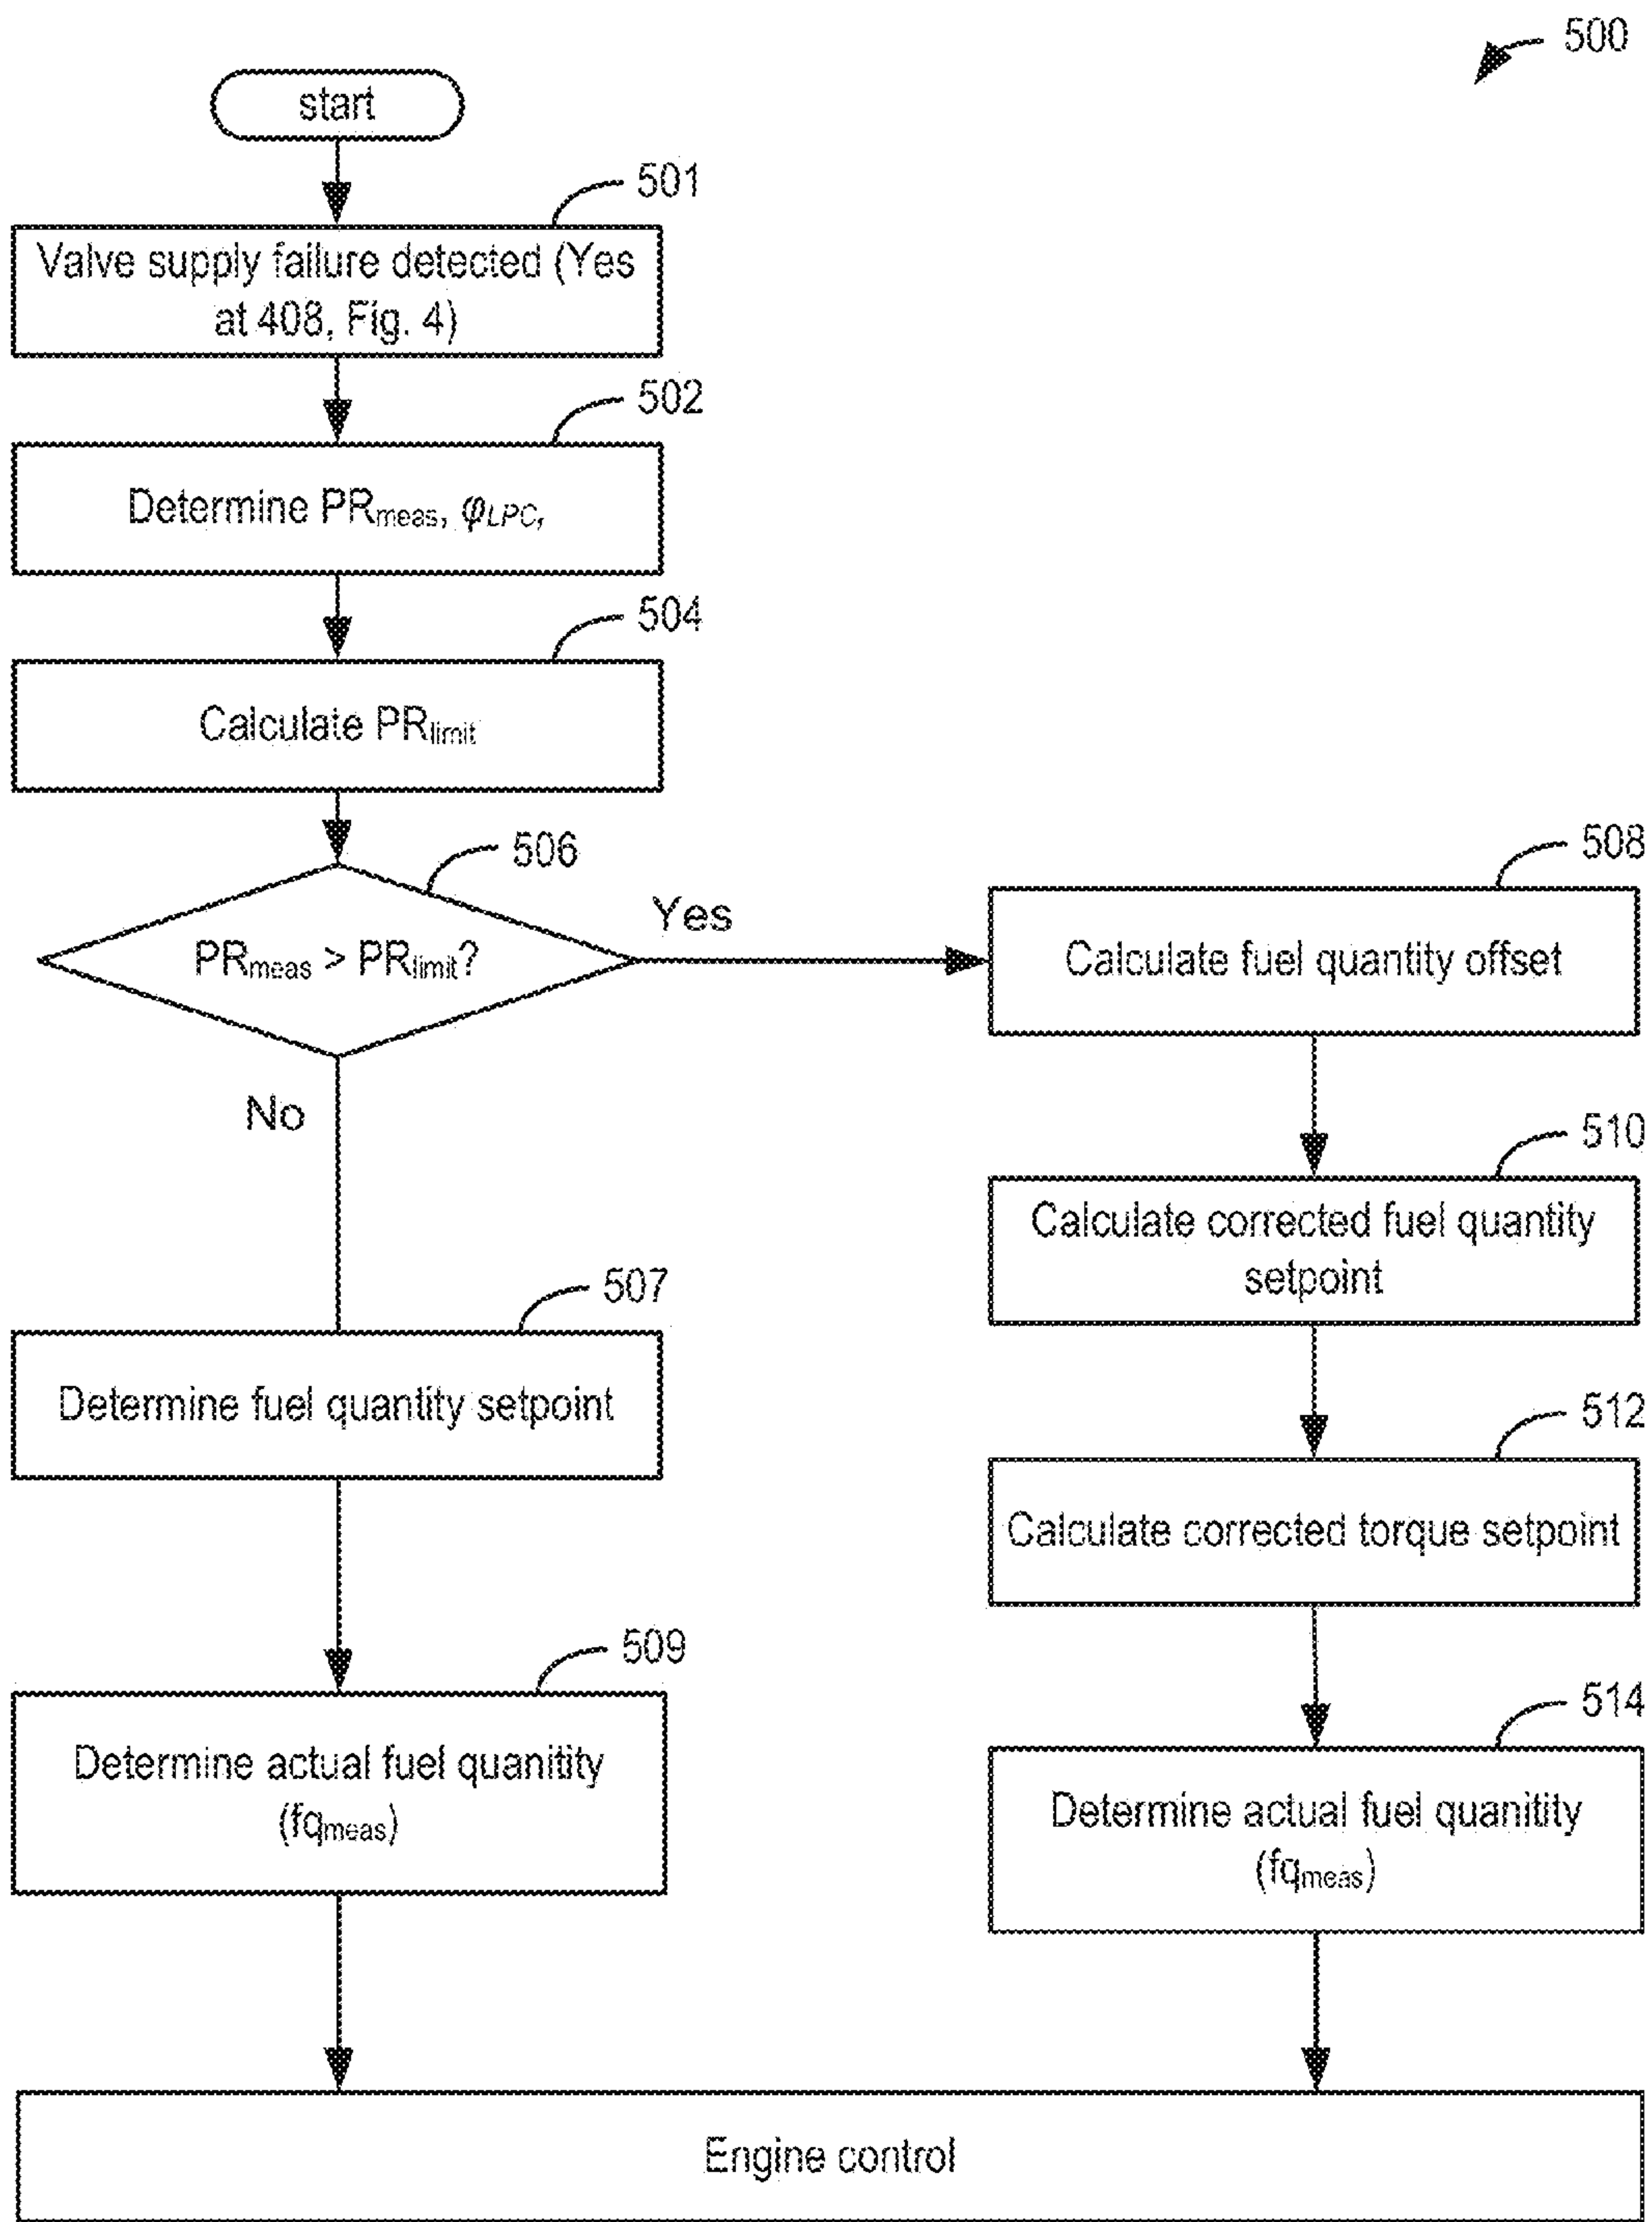 500
start
501
Valve supply failure detected (Yes
at 408, Fig. 4)
502
Determine PRmeas, φLPC,
504
Calculate PRlimit
506
PRmeas > PRlimit?
Yes
No
508
Calculate fuel quantity offset
510
Calculate corrected fuel quantity
setpoint
507
Determine fuel quantity setpoint
512
Calculate corrected torque setpoint
509
Determine actual fuel quanitity
(fqmeas)
514
Determine actual fuel quanitity
(fqmeas)
Engine control